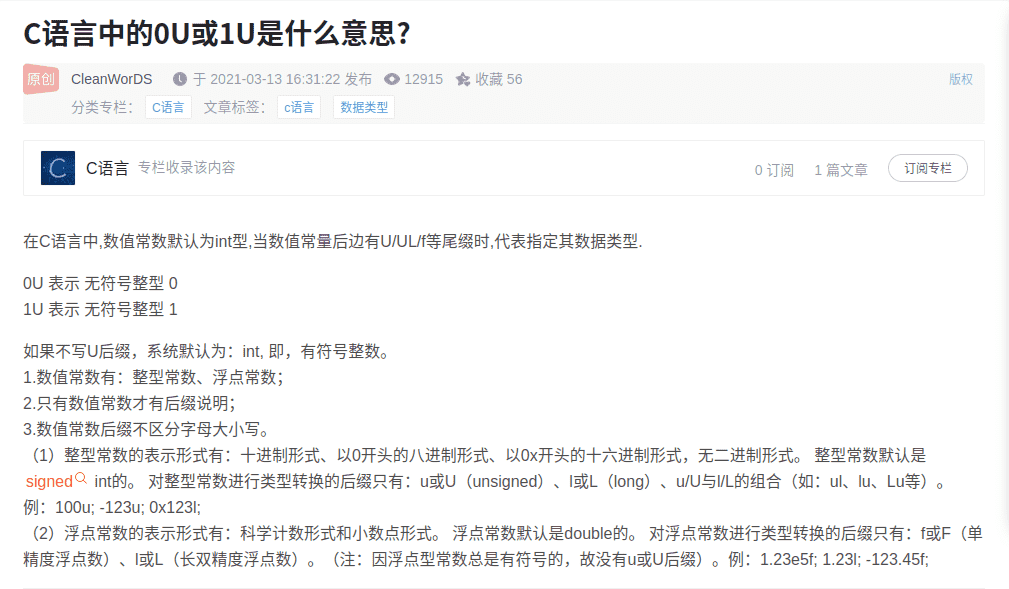 C语言中的0U或1U是什么意思?
原创 CleanWorDS 于 2021-03-13 16:31:22 发布 12915 收藏 56 版权
分类专栏： C语言 文章标签： c语言 数据类型
C语言 专栏收录该内容 0 订阅 1 篇文章 订阅专栏
在C语言中,数值常数默认为int型,当数值常量后边有U/UL/f等尾缀时,代表指定其数据类型.
0U 表示 无符号整型 0
1U 表示 无符号整型 1
如果不写U后缀，系统默认为：int, 即，有符号整数。
1.数值常数有：整型常数、浮点常数；
2.只有数值常数才有后缀说明；
3.数值常数后缀不区分字母大小写。
（1）整型常数的表示形式有：十进制形式、以0开头的八进制形式、以0x开头的十六进制形式，无二进制形式。 整型常数默认是
signed int的。 对整型常数进行类型转换的后缀只有：u或U（unsigned）、l或L（long）、u/U与l/L的组合（如：ul、lu、Lu等）。
例：100u; -123u; 0x123l;
（2）浮点常数的表示形式有：科学计数形式和小数点形式。 浮点常数默认是double的。 对浮点常数进行类型转换的后缀只有：f或F（单
精度浮点数）、l或L（长双精度浮点数）。（注：因浮点型常数总是有符号的，故没有u或U后缀）。例：1.23e5f; 1.23l; -123.45f;